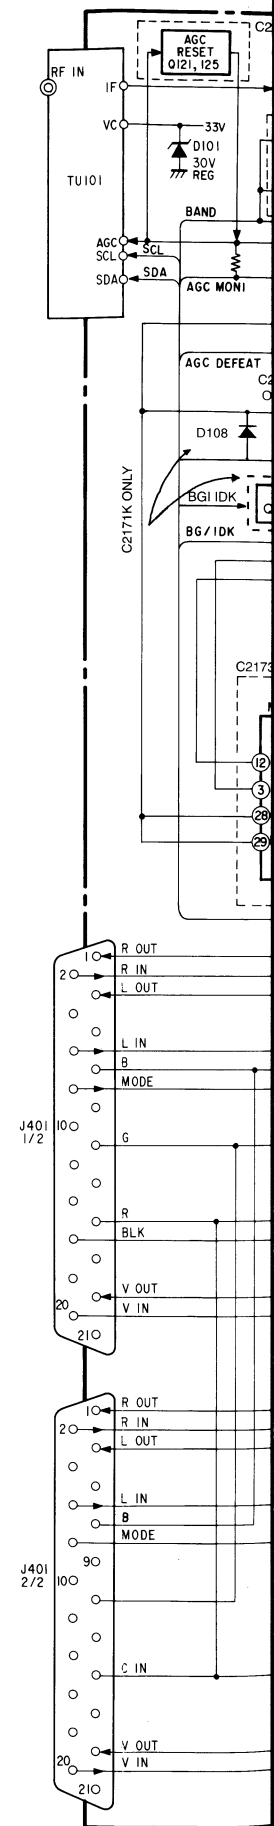 C2
AGC
RESET
Q121, 125
RF IN
IF
VC
33V
D101
30V
REG
TU101
BAND
AGC
SCL
SCL
SDA
SDA
AGC MONI
AGC DEFEAT
C2
O
D108
C2171K ONLY
BGI IDK
Q
BG/IDK
C2173
12
3
28
29
1
R OUT
2
R IN
L OUT
L IN
B
MODE
J401
1/2
10
G
R
BLK
V OUT
20
V IN
21
1
R OUT
2
R IN
L OUT
L IN
B
MODE
9
J401
2/2
10
C IN
V OUT
20
V IN
21